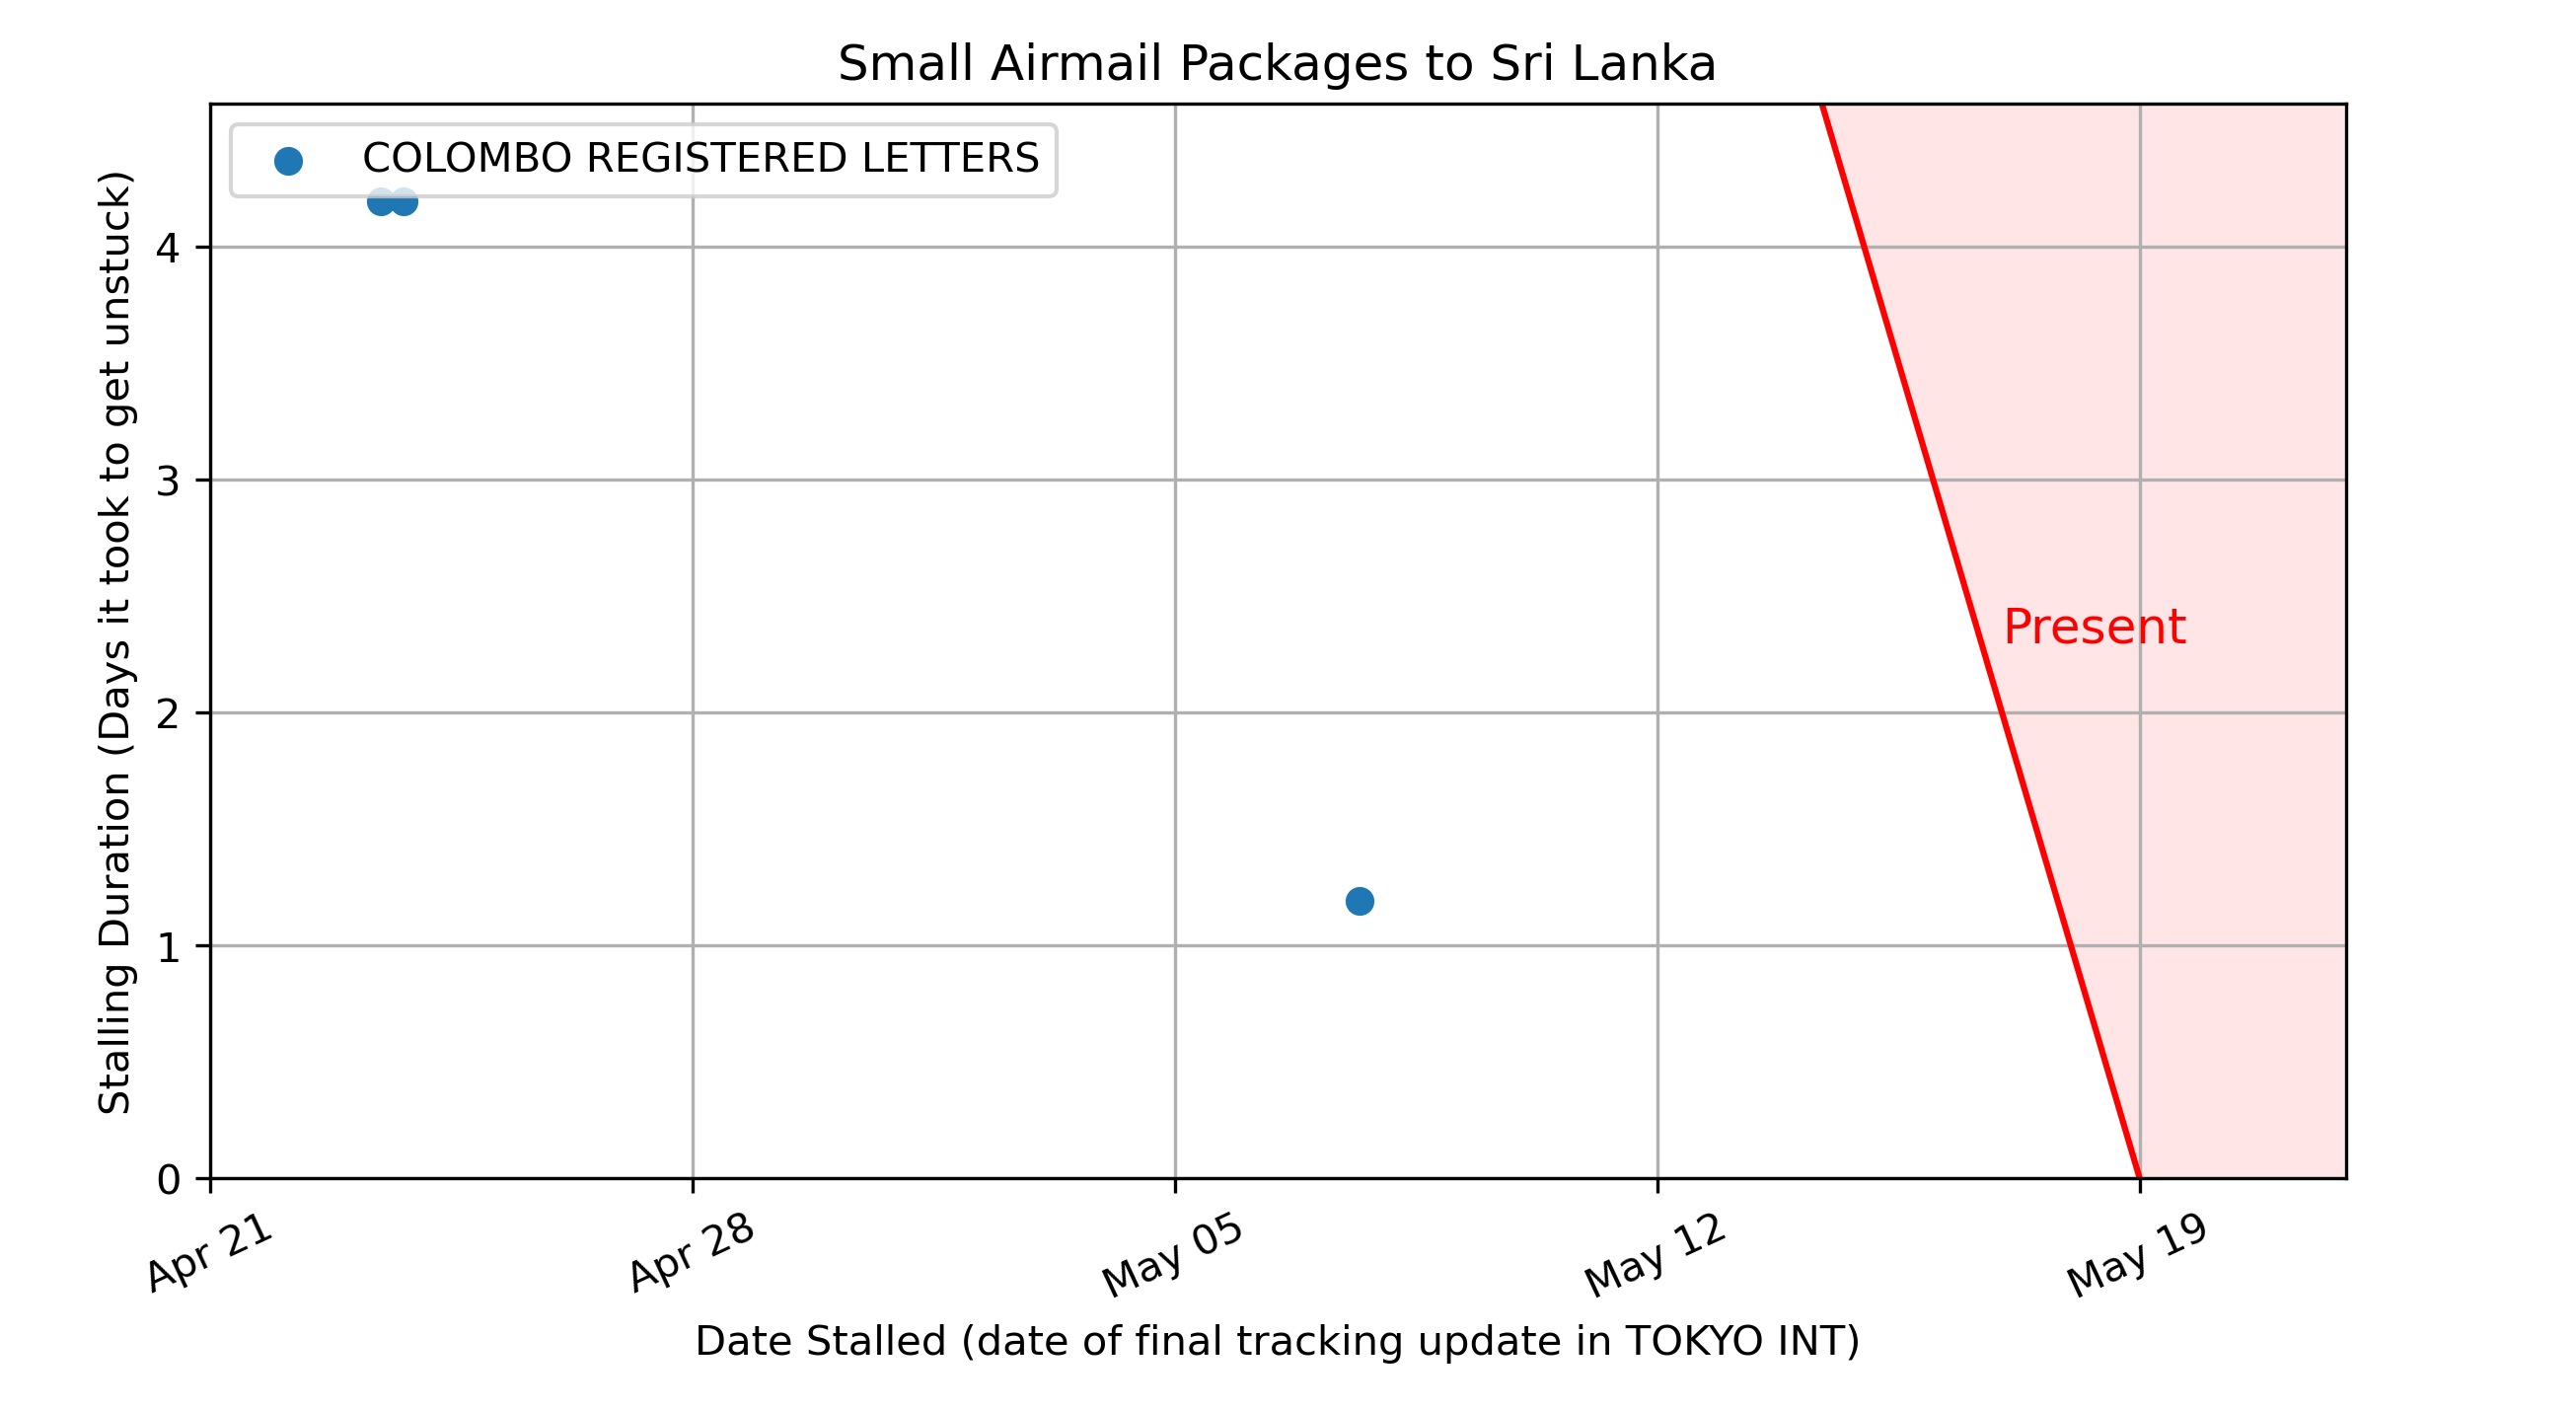 Small Airmail Packages to Sri Lanka
COLOMBO REGISTERED LETTERS
Stalling Duration (Days it took to get unstuck)
4
3
2
1
0
Present
Apr 21
Apr 28
May 05
May 12
May 19
Date Stalled (date of final tracking update in TOKYO INT)